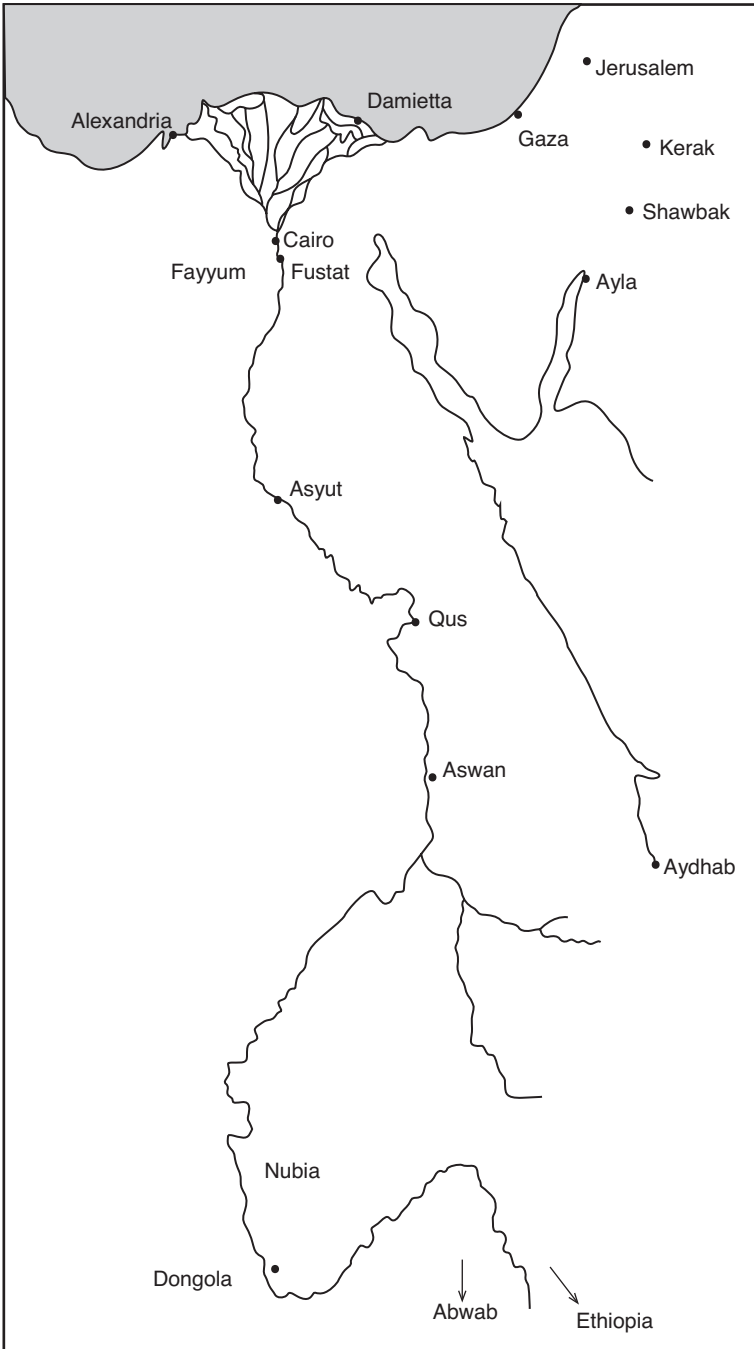 Jerusalem
Damietta
Alexandria
Gaza
Kerak
Shawbak
Cairo
Fayyum
Fustat
Ayla
Asyut
Qus
Aswan
Aydhab
Nubia
Dongola
Abwab
Ethiopia